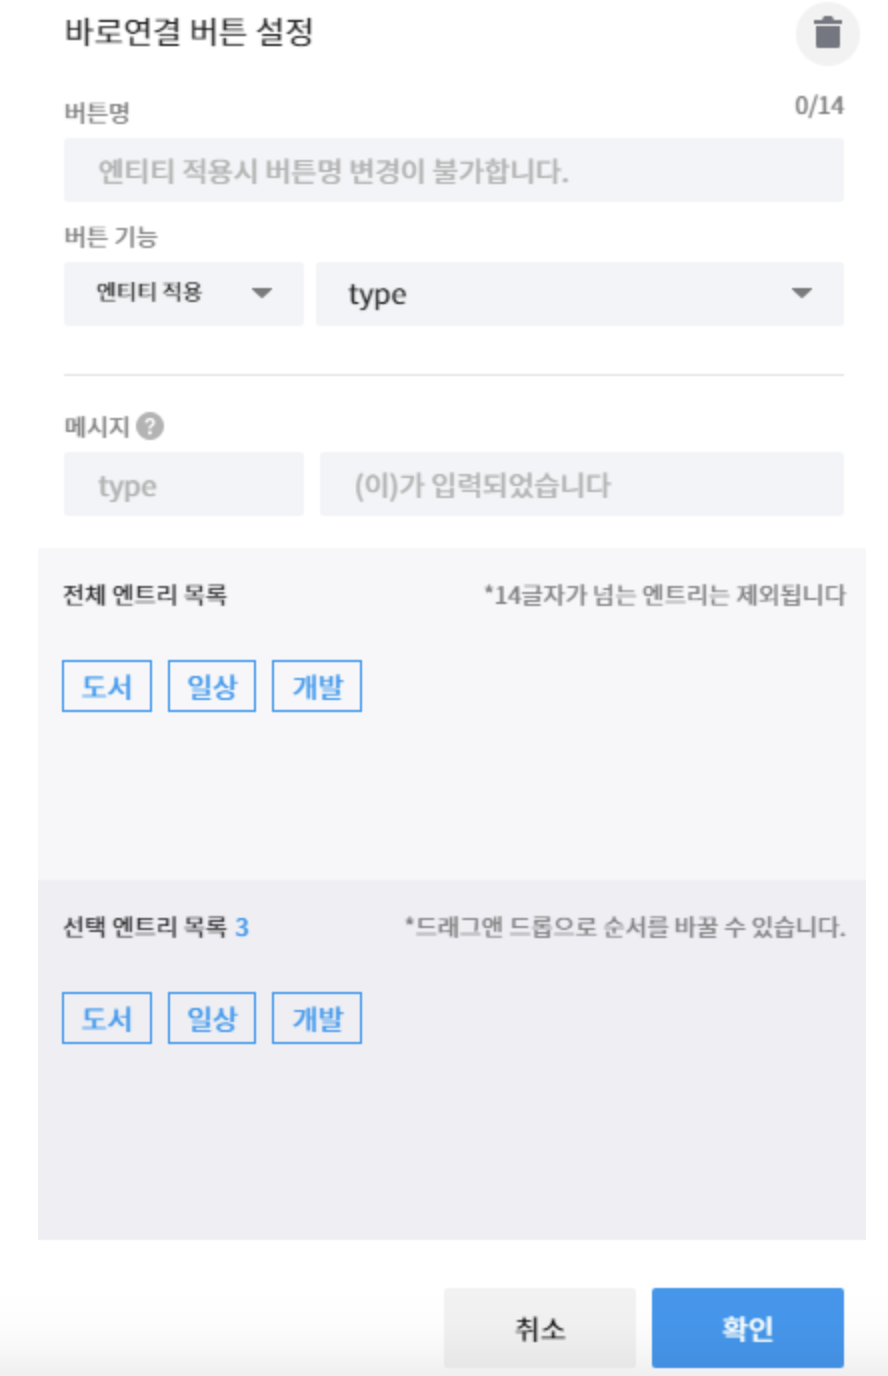 바로연결 버튼 설정
버튼명 0/14
엔티티 적용시 버튼명 변경이 불가합니다.
버튼 기능
엔티티 적용 type
메시지 ?
type (이)가 입력되었습니다
전체 엔트리 목록 *14글자가 넘는 엔트리는 제외됩니다
도서 일상 개발
선택 엔트리 목록 3 *드래그앤 드롭으로 순서를 바꿀 수 있습니다.
도서 일상 개발
취소 확인